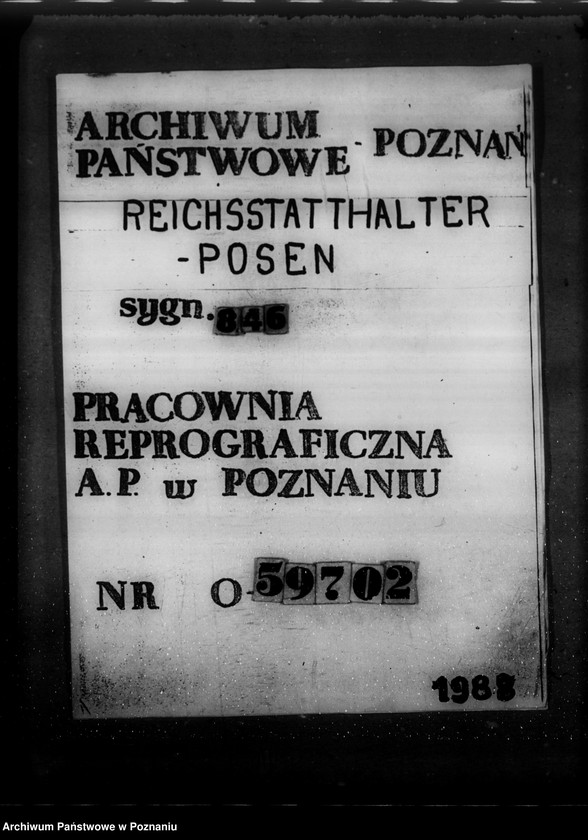 ARCHIWUM
PAŃSTWOWE - POZNAŃ
REICHSSTATTHALTER
-POSEN
sygn. 846
PRACOWNIA
REPROGRAFICZNA
A.P. w POZNANIU
NR O-59702
1988
Archiwum Państwowe w Poznaniu